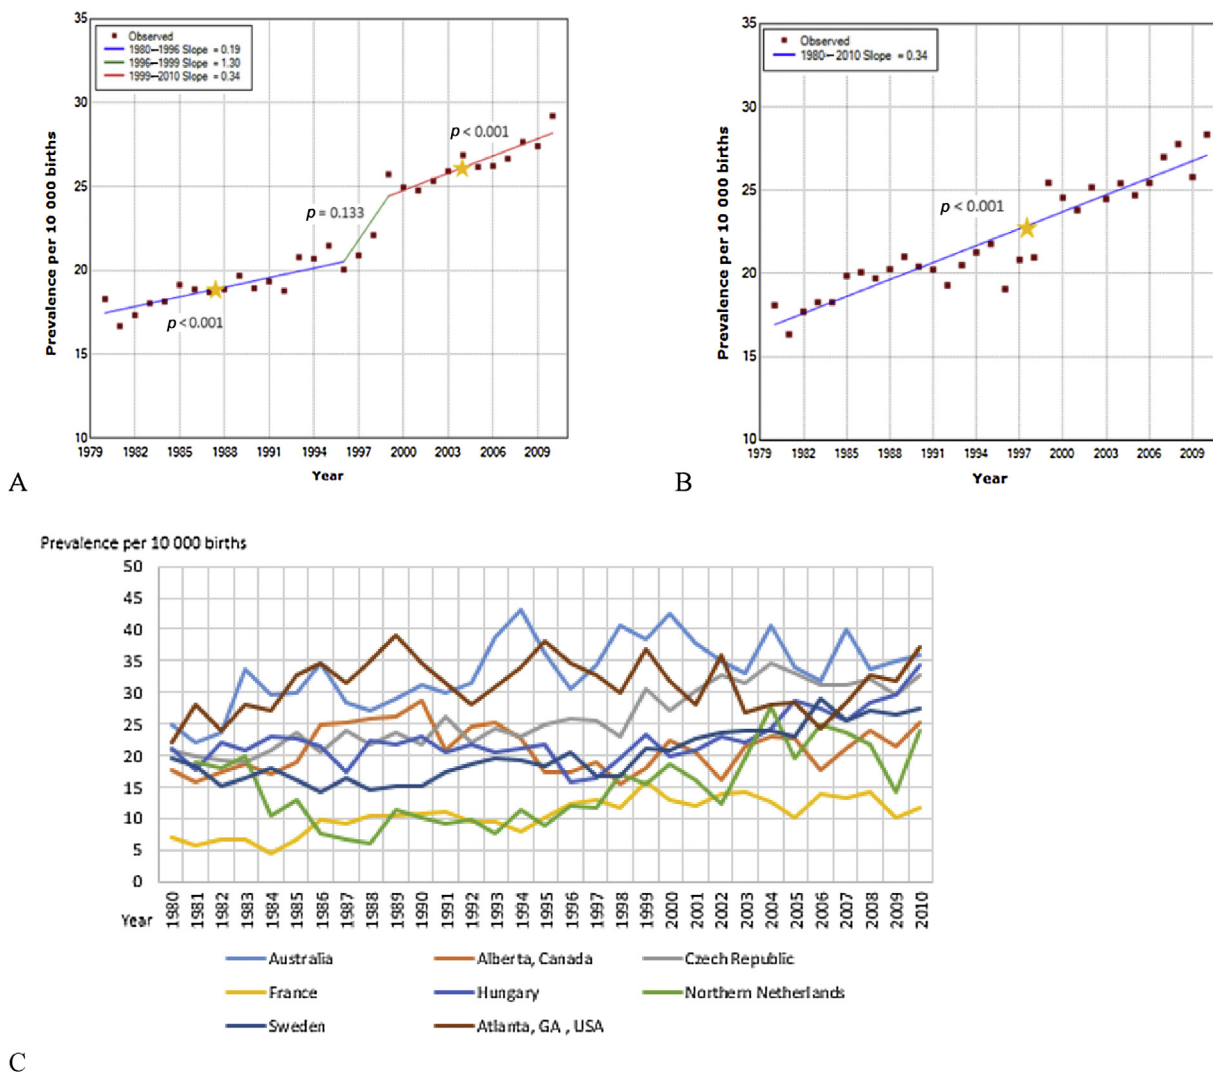 35
30
25
20
15
10
Prevalence per 10 000 births
Observed
1980—1996 Slope = 0.19
1996—1999 Slope = 1.30
1999—2010 Slope = 0.34
p < 0.001
p = 0.133
p < 0.001
1979 1982 1985 1988 1991 1994 1997 2000 2003 2006 2009
Year
A
35
30
25
20
15
10
Prevalence per 10 000 births
Observed
1980— 2010 Slope = 0.34
p < 0.001
1979 1982 1985 1988 1991 1994 1997 2000 2003 2006 2009
Year
B
Prevalence per 10 000 births
50
45
40
35
30
25
20
15
10
5
0
Year
1980 1981 1982 1983 1984 1985 1986 1987 1988 1989 1990 1991 1992 1993 1994 1995 1996 1997 1998 1999 2000 2001 2002 2003 2004 2005 2006 2007 2008 2009 2010
Australia Alberta, Canada Czech Republic
France Hungary Northern Netherlands
Sweden Atlanta, GA , USA
C